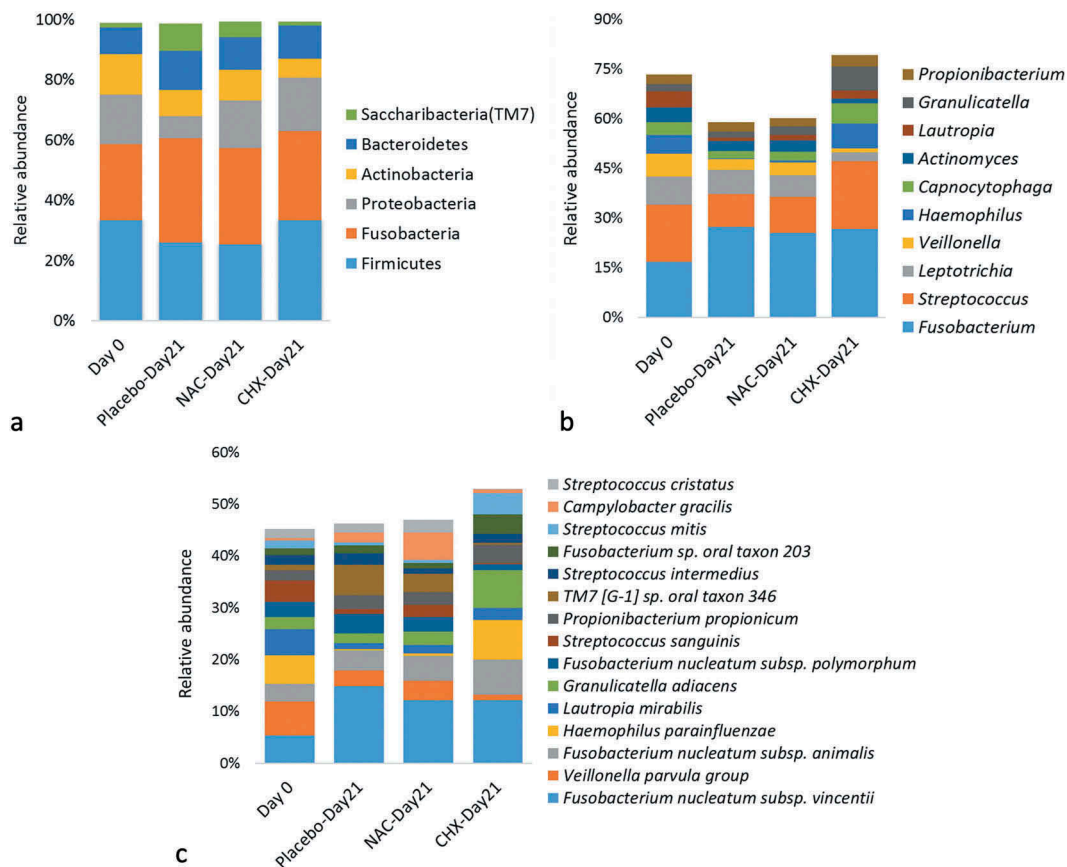 100%
80%
60%
40%
20%
0%
Relative abundance
Day 0
Placebo-Day21
NAC-Day21
CHX-Day21
Saccharibacteria(TM7)
Bacteroidetes
Actinobacteria
Proteobacteria
Fusobacteria
Firmicutes
a
90%
75%
60%
45%
30%
15%
0%
Relative abundance
Day 0
Placebo-Day21
NAC-Day21
CHX-Day21
Propionibacterium
Granulicatella
Lautropia
Actinomyces
Capnocytophaga
Haemophilus
Veillonella
Leptotrichia
Streptococcus
Fusobacterium
b
60%
50%
40%
30%
20%
10%
0%
Relative abundance
Day 0
Placebo-Day21
NAC-Day21
CHX-Day21
Streptococcus cristatus
Campylobacter gracilis
Streptococcus mitis
Fusobacterium sp. oral taxon 203
Streptococcus intermedius
TM7 [G-1] sp. oral taxon 346
Propionibacterium propionicum
Streptococcus sanguinis
Fusobacterium nucleatum subsp. polymorphum
Granulicatella adiacens
Lautropia mirabilis
Haemophilus parainfluenzae
Fusobacterium nucleatum subsp. animalis
Veillonella parvula group
Fusobacterium nucleatum subsp. vincentii
c